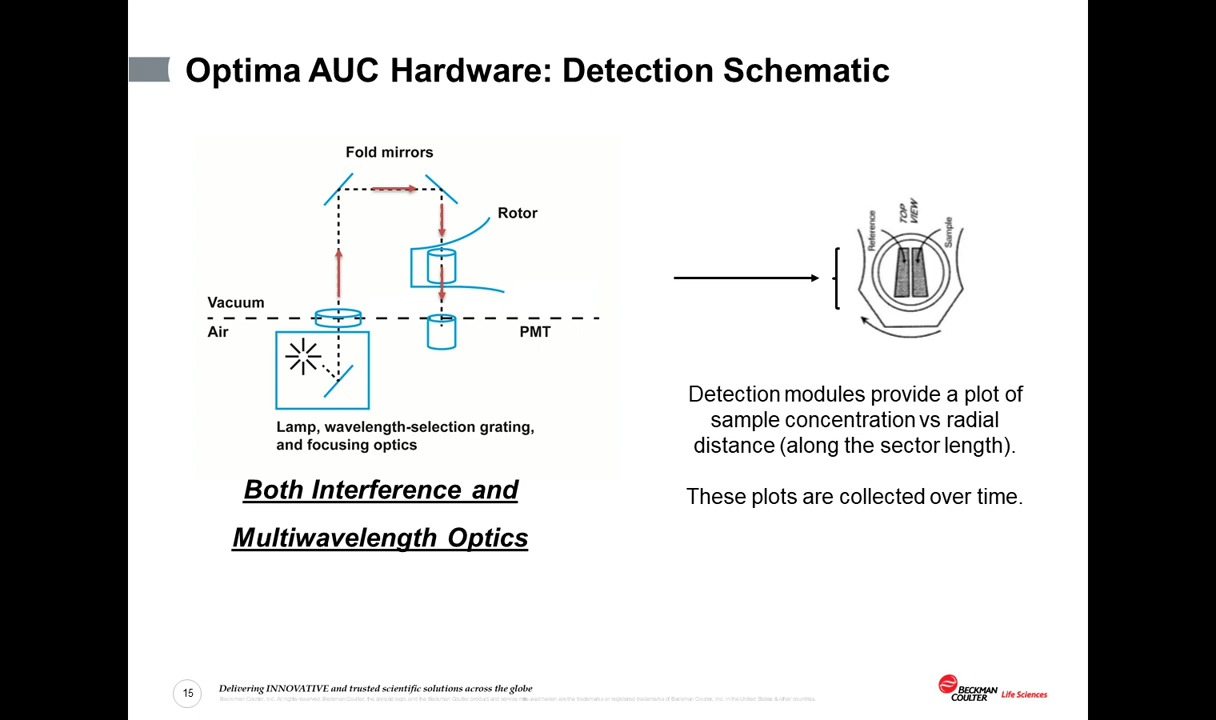 Optima AUC Hardware: Detection Schematic
Fold mirrors
Rotor
Vacuum
Air
PMT
Lamp, wavelength-selection grating,
and focusing optics
Both Interference and
Multiwavelength Optics
Reference
TOP
VIEW
Sample
Detection modules provide a plot of
sample concentration vs radial
distance (along the sector length).
These plots are collected over time.
15
Delivering INNOVATIVE and trusted scientific solutions across the globe
BECKMAN
COULTER
Life Sciences